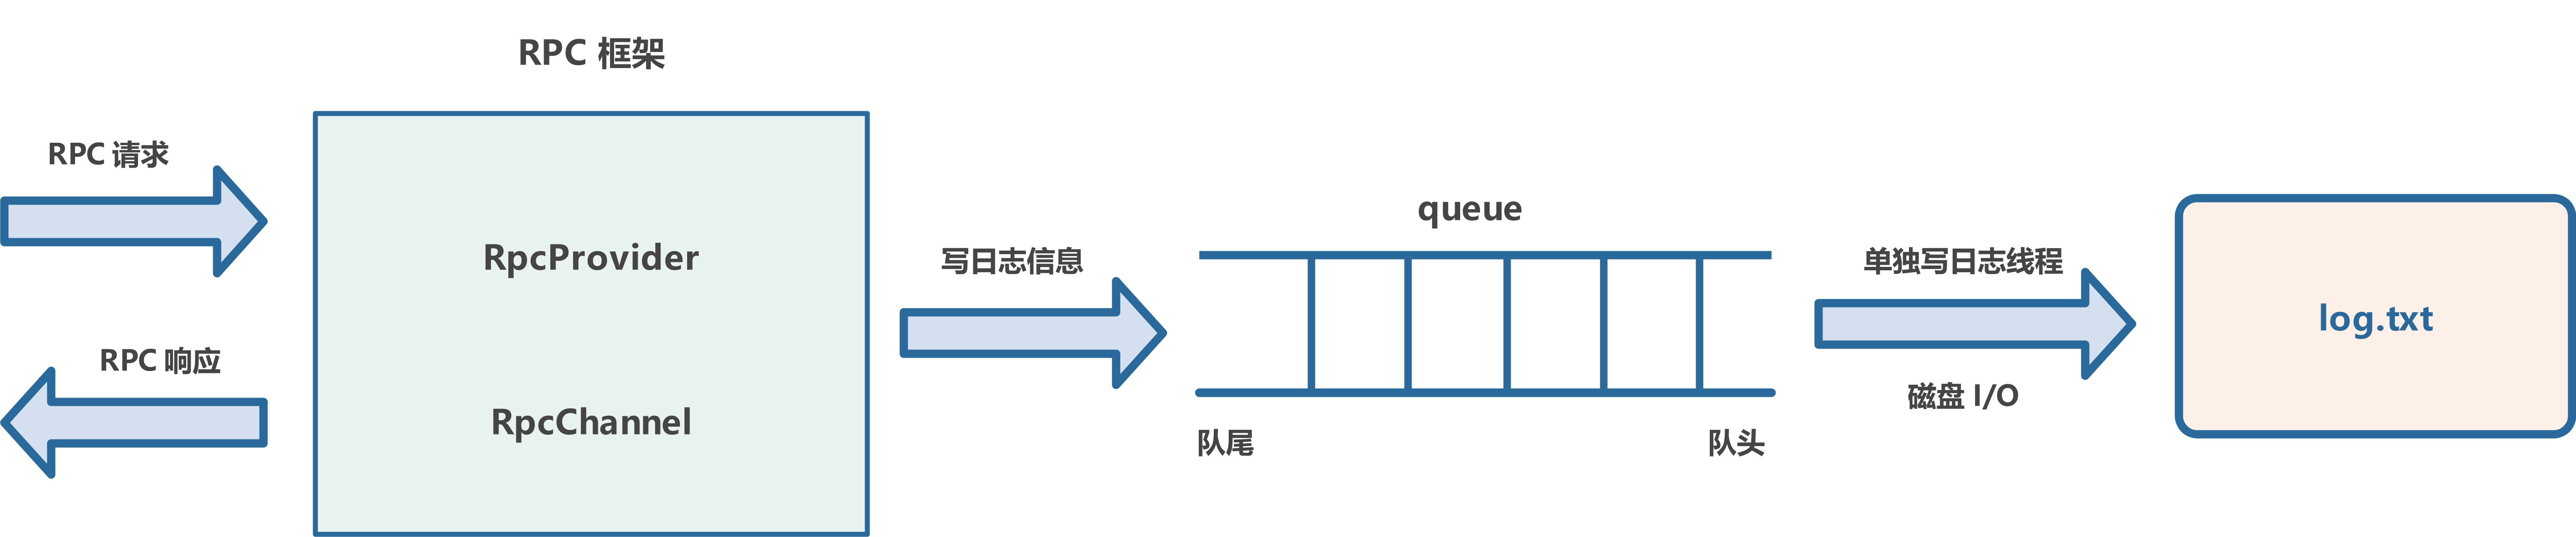 RPC 框架
RPC 请求
RpcProvider
RPC 响应
RpcChannel
写日志信息
queue
队尾
队头
单独写日志线程
磁盘 I/O
log.txt